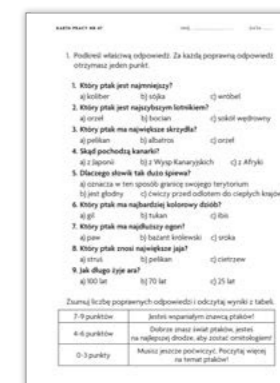 KARTA PRACY NR 07 IMIĘ DATA
1. Podkreśl właściwą odpowiedź. Za każdą poprawną odpowiedź
otrzymasz jeden punkt.
1. Który ptak jest najmniejszy?
a) koliber b) sójka c) wróbel
2. Który ptak jest najszybszym lotnikiem?
a) orzeł b) bocian c) sokół wędrowny
3. Który ptak ma największe skrzydła?
a) pelikan b) albatros c) orzeł
4. Skąd pochodzą kanarki?
a) z Japonii b) z Wysp Kanaryjskich c) z Afryki
5. Dlaczego słowik tak dużo śpiewa?
a) oznacza w ten sposób granicę swojego terytorium
b) jest głodny c) ćwiczy przed odlotem do ciepłych krajów
6. Który ptak ma najbardziej kolorowy dziób?
a) gil b) tukan c) ibis
7. Który ptak ma najdłuższy ogon?
a) paw b) bażant królewski c) sroka
8. Który ptak znosi największe jaja?
a) struś b) pelikan c) cietrzew
9. Jak długo żyje ara?
a) 100 lat b) 70 lat c) 25 lat
Zsumuj liczbę poprawnych odpowiedzi i odczytaj wyniki z tabeli.
7-9 punktów Jesteś wspaniałym znawcą ptaków!
4-6 punktów Dobrze znasz świat ptaków, jesteś
na najlepszej drodze, aby zostać ornitologiem!
0-3 punkty Musisz jeszcze poćwiczyć. Poczytaj więcej
na temat ptaków!